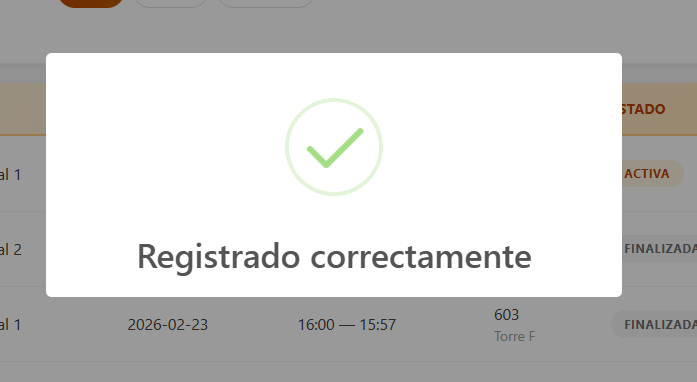 STADO
al 1
ACTIVA
Registrado correctamente
al 2
FINALIZADA
al 1 2026-02-23 16:00 — 15:57 603 FINALIZADA
Torre F